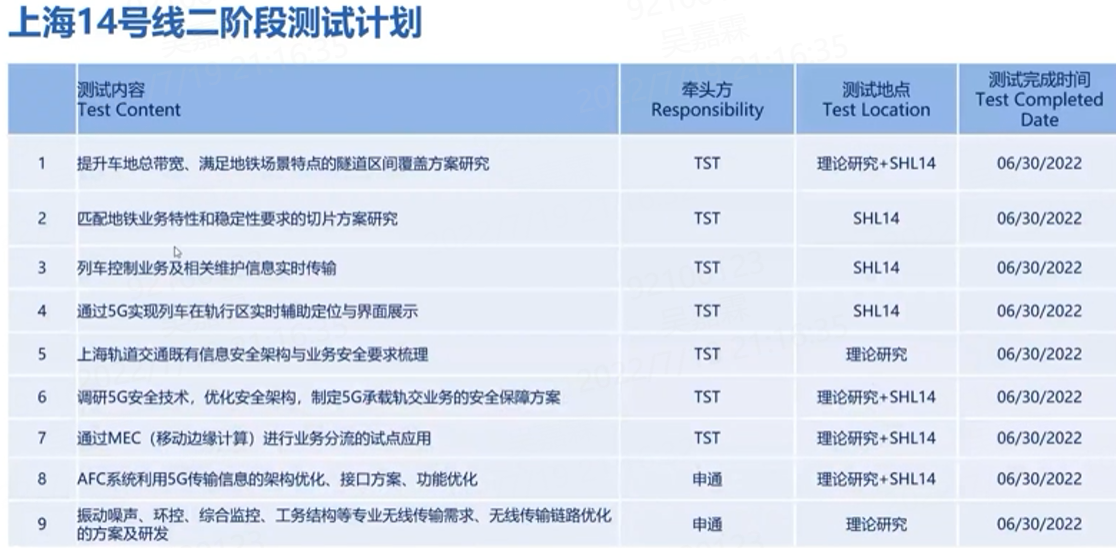 上海14号线二阶段测试计划
测试内容
Test Content
牵头方
Responsibility
测试地点
Test Location
测试完成时间
Test Completed
Date
1 提升车地总带宽、满足地铁场景特点的隧道区间覆盖方案研究 TST 理论研究+SHL14 06/30/2022
2 匹配地铁业务特性和稳定性要求的切片方案研究 TST SHL14 06/30/2022
3 列车控制业务及相关维护信息实时传输 TST SHL14 06/30/2022
4 通过5G实现列车在轨行区实时辅助定位与界面展示 TST SHL14 06/30/2022
5 上海轨道交通既有信息安全架构与业务安全要求梳理 TST 理论研究 06/30/2022
6 调研5G安全技术，优化安全架构，制定5G承载轨交业务的安全保障方案 TST 理论研究+SHL14 06/30/2022
7 通过MEC（移动边缘计算）进行业务分流的试点应用 TST 理论研究+SHL14 06/30/2022
8 AFC系统利用5G传输信息的架构优化、接口方案、功能优化 申通 理论研究+SHL14 06/30/2022
9 振动噪声、环控、综合监控、工务结构等专业无线传输需求、无线传输链路优化
的方案及研发 申通 理论研究 06/30/2022